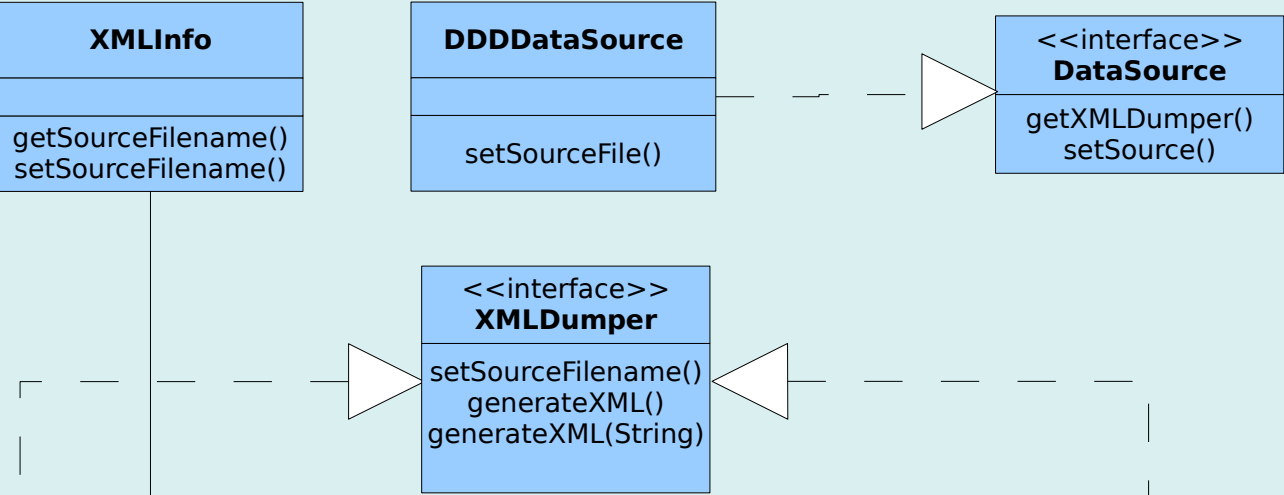 XMLInfo
getSourceFilename()
setSourceFilename()
DDDDataSource
setSourceFile()
<<interface>>
DataSource
getXMLDumper()
setSource()
<<interface>>
XMLDumper
setSourceFilename()
generateXML()
generateXML(String)